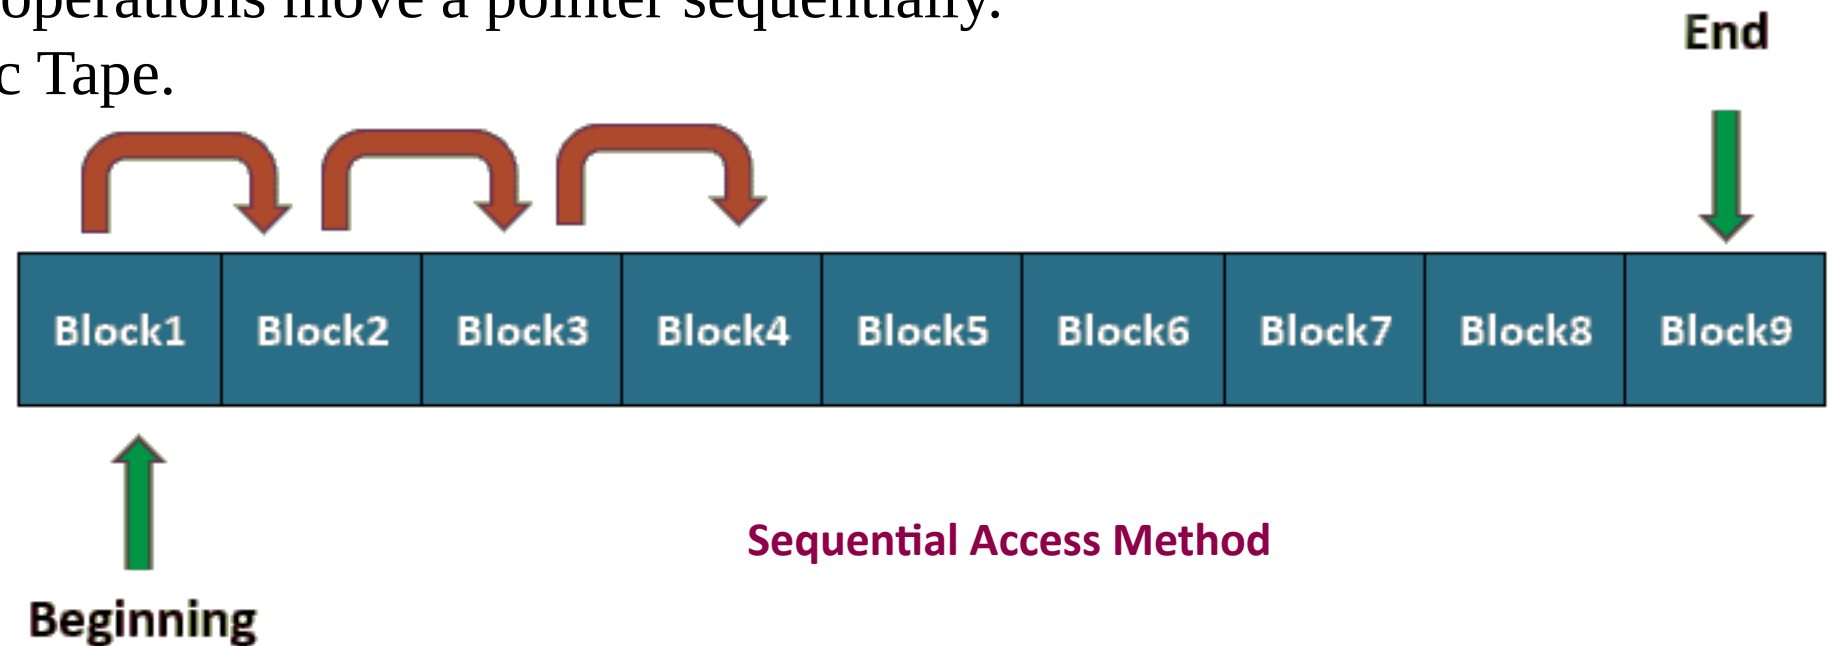 operations move a pointer sequentially.
c Tape.
End
Block1 Block2 Block3 Block4 Block5 Block6 Block7 Block8 Block9
Sequential Access Method
Beginning